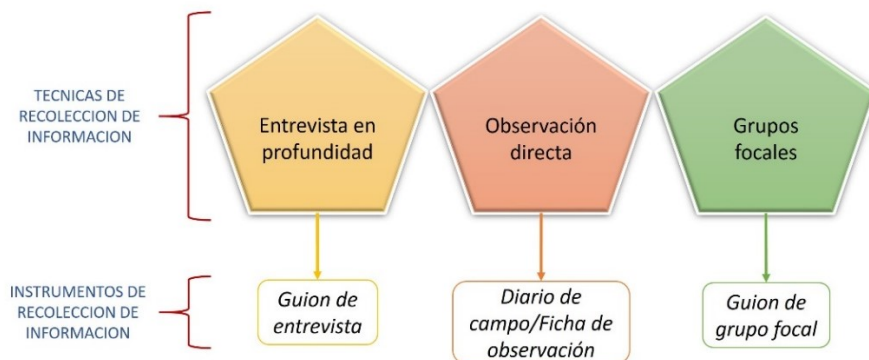 TECNICAS DE
RECOLECCION DE
INFORMACION
Entrevista en
profundidad
Observación
directa
Grupos
focales
INSTRUMENTOS DE
RECOLECCION DE
INFORMACION
Guion de
entrevista
Diario de
campo/Ficha de
observación
Guion de
grupo focal